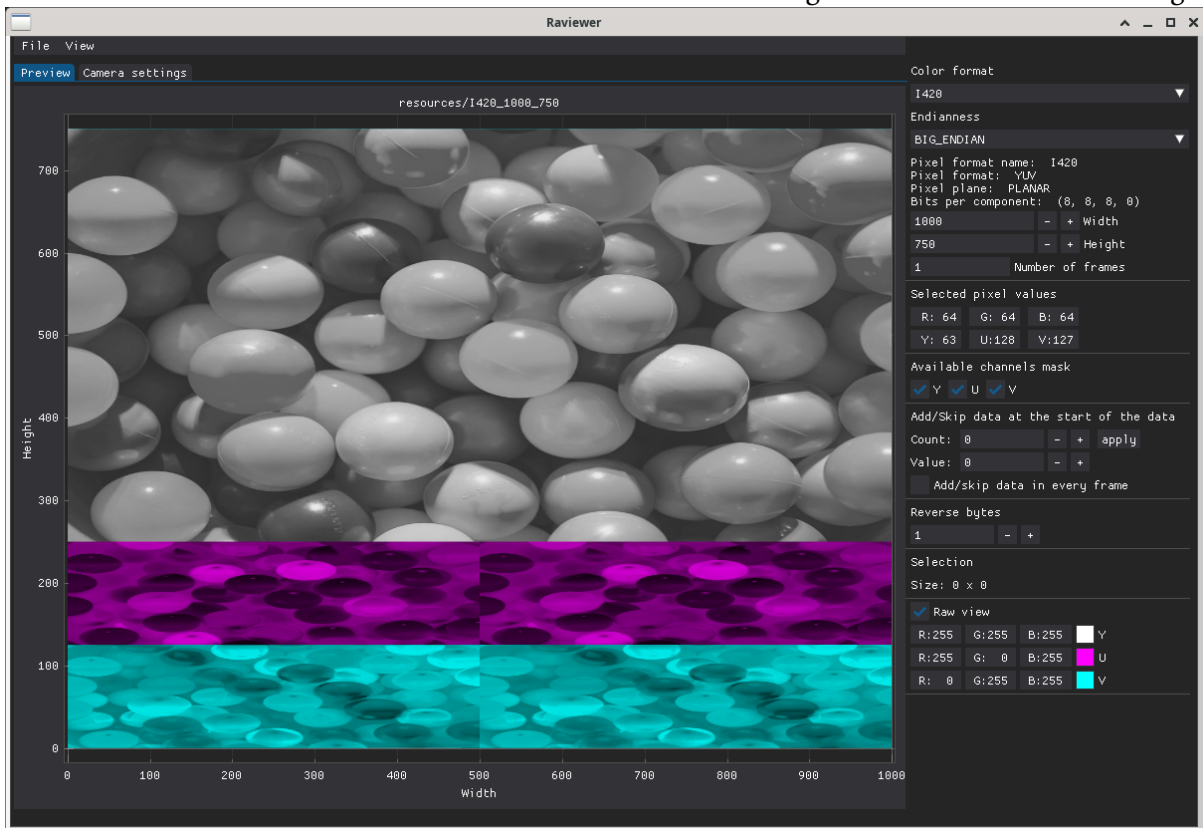 Raviewer
File View
Preview Camera settings
resources/I420_1000_750
700
600
500
400
300
200
100
0
Height
0 100 200 300 400 500 600 700 800 900 1000
Width
Color format
I420
Endianness
BIG_ENDIAN
Pixel format name: I420
Pixel format: YUV
Pixel plane: PLANAR
Bits per component: (8, 8, 8, 0)
1000 - + Width
750 - + Height
1 Number of frames
Selected pixel values
R: 64 G: 64 B: 64
Y: 63 U:128 V:127
Available channels mask
Y U V
Add/Skip data at the start of the data
Count: 0 - + apply
Value: 0 - +
Add/skip data in every frame
Reverse bytes
1 - +
Selection
Size: 0 x 0
Raw view
R:255 G:255 B:255 Y
R:255 G: 0 B:255 U
R: 0 G:255 B:255 V